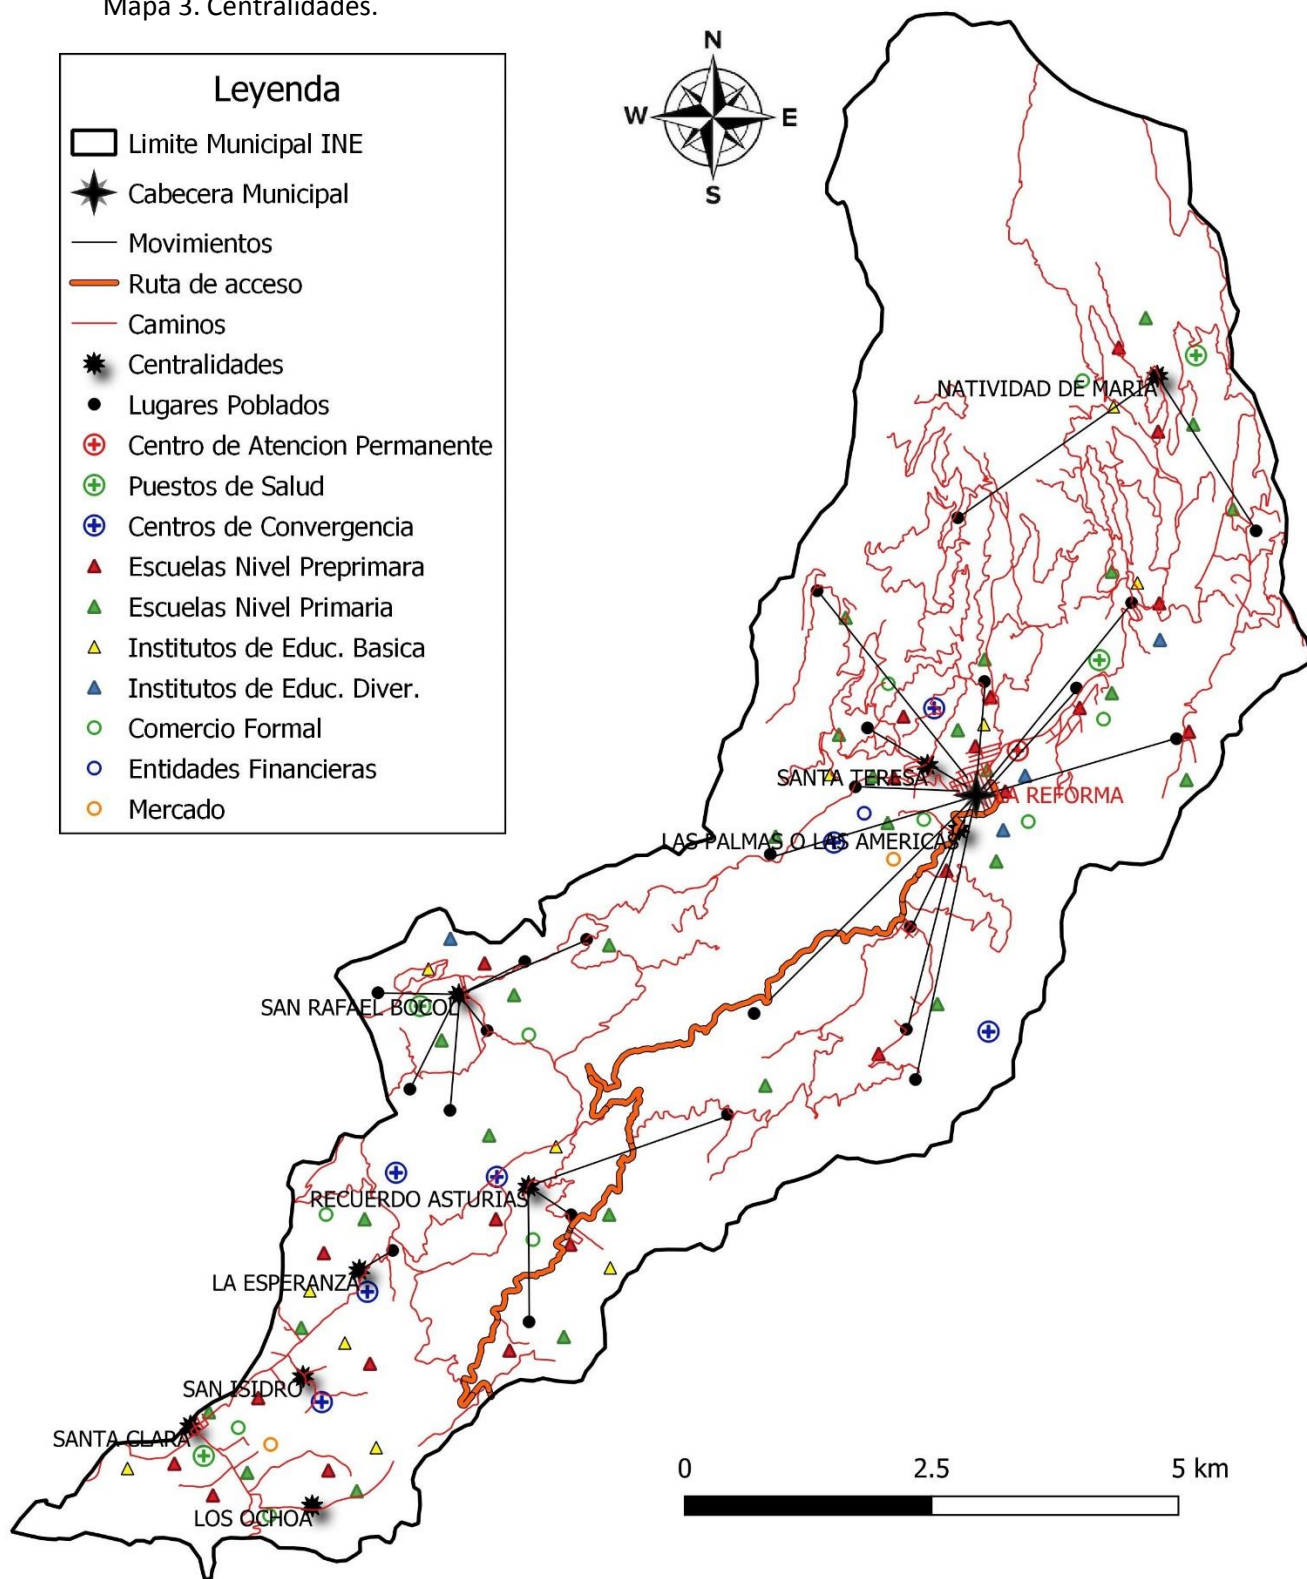 Mapa 3. Centralidades.
Leyenda
Limite Municipal INE
Cabecera Municipal
Movimientos
Ruta de acceso
Caminos
Centralidades
Lugares Poblados
Centro de Atencion Permanente
Puestos de Salud
Centros de Convergencia
Escuelas Nivel Preprimara
Escuelas Nivel Primaria
Institutos de Educ. Basica
Institutos de Educ. Diver.
Comercio Formal
Entidades Financieras
Mercado
N
W
E
S
NATIVIDAD DE MARIA
SANTA TERESA
LA REFORMA
LAS PALMAS O LAS AMERICAS
SAN RAFAEL BOCOL
RECUERDO ASTURIAS
LA ESPERANZA
SAN ISIDRO
SANTA CLARA
LOS OCHOA
0 2.5 5 km